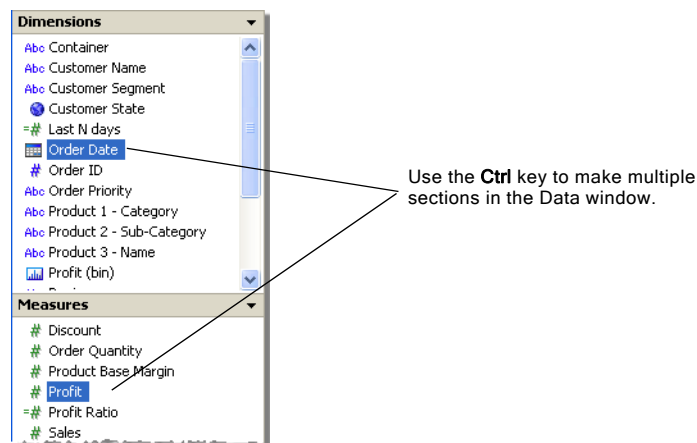 Dimensions
Abc Container
Abc Customer Name
Abc Customer Segment
Customer State
=# Last N days
Order Date
# Order ID
Abc Order Priority
Abc Product 1 - Category
Abc Product 2 - Sub-Category
Abc Product 3 - Name
Profit (bin)
Measures
# Discount
# Order Quantity
# Product Base Margin
# Profit
=# Profit Ratio
# Sales
Use the Ctrl key to make multiple
sections in the Data window.